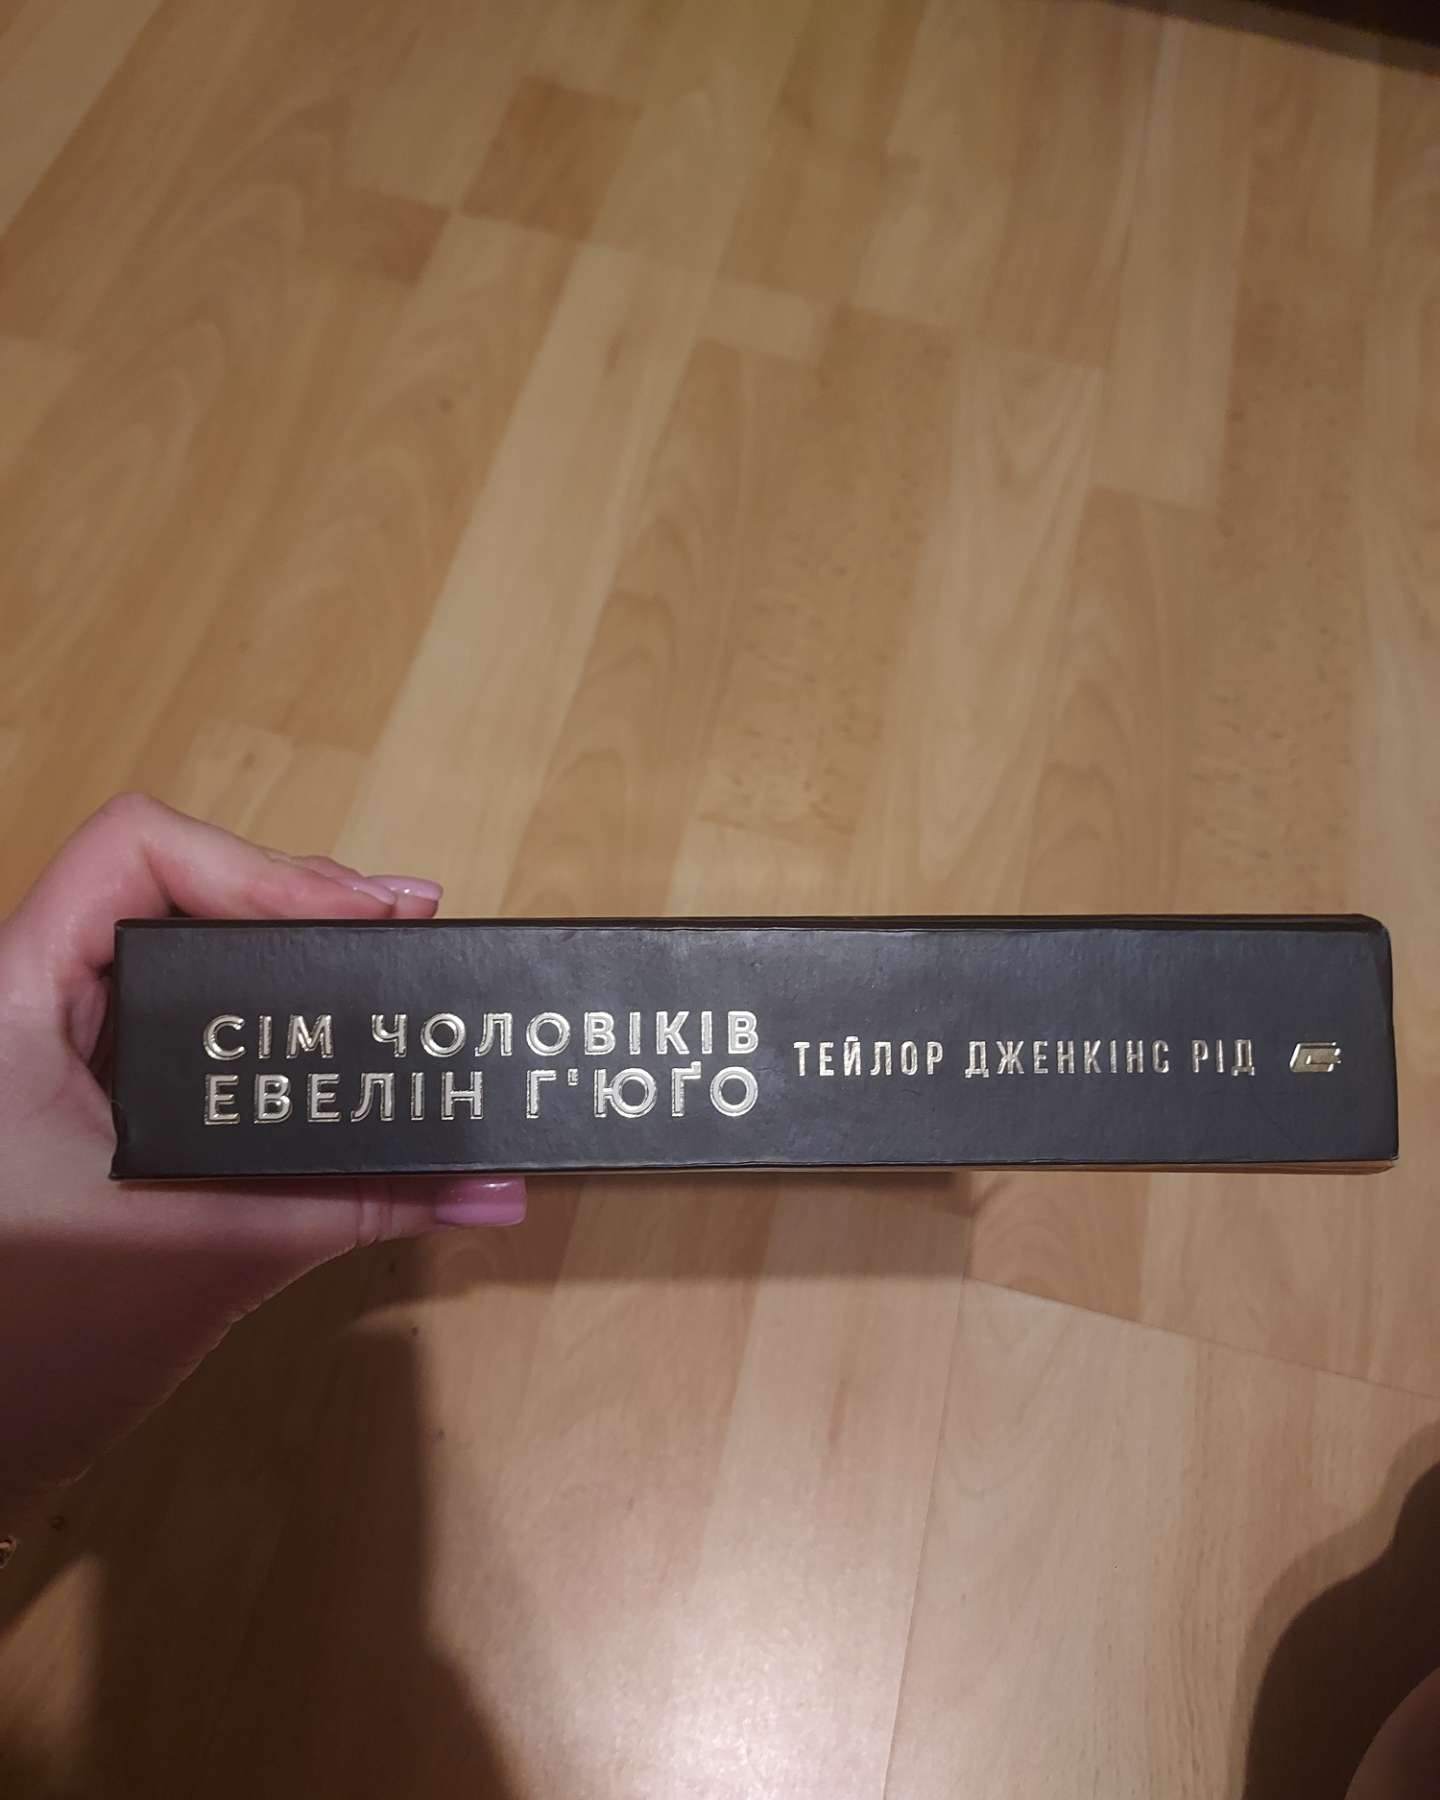 СІМ ЧОЛОВІКІВ
ЕВЕЛІН Г'ЮҐО
ТЕЙЛОР ДЖЕНКІНС РІД